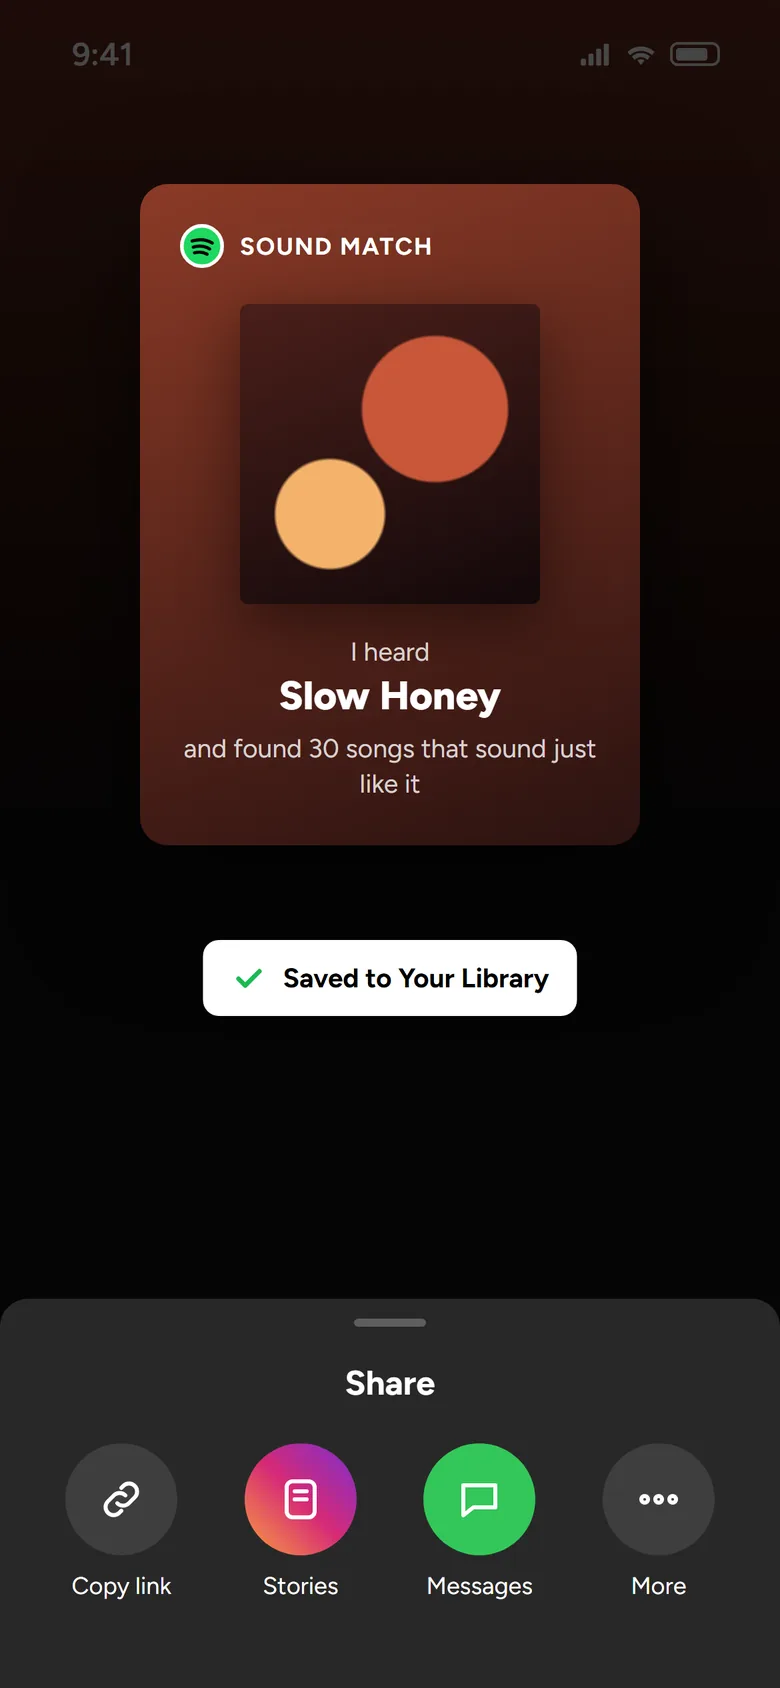 9:41
SOUND MATCH
I heard
Slow Honey
and found 30 songs that sound just
like it
Saved to Your Library
Share
Copy link
Stories
Messages
More